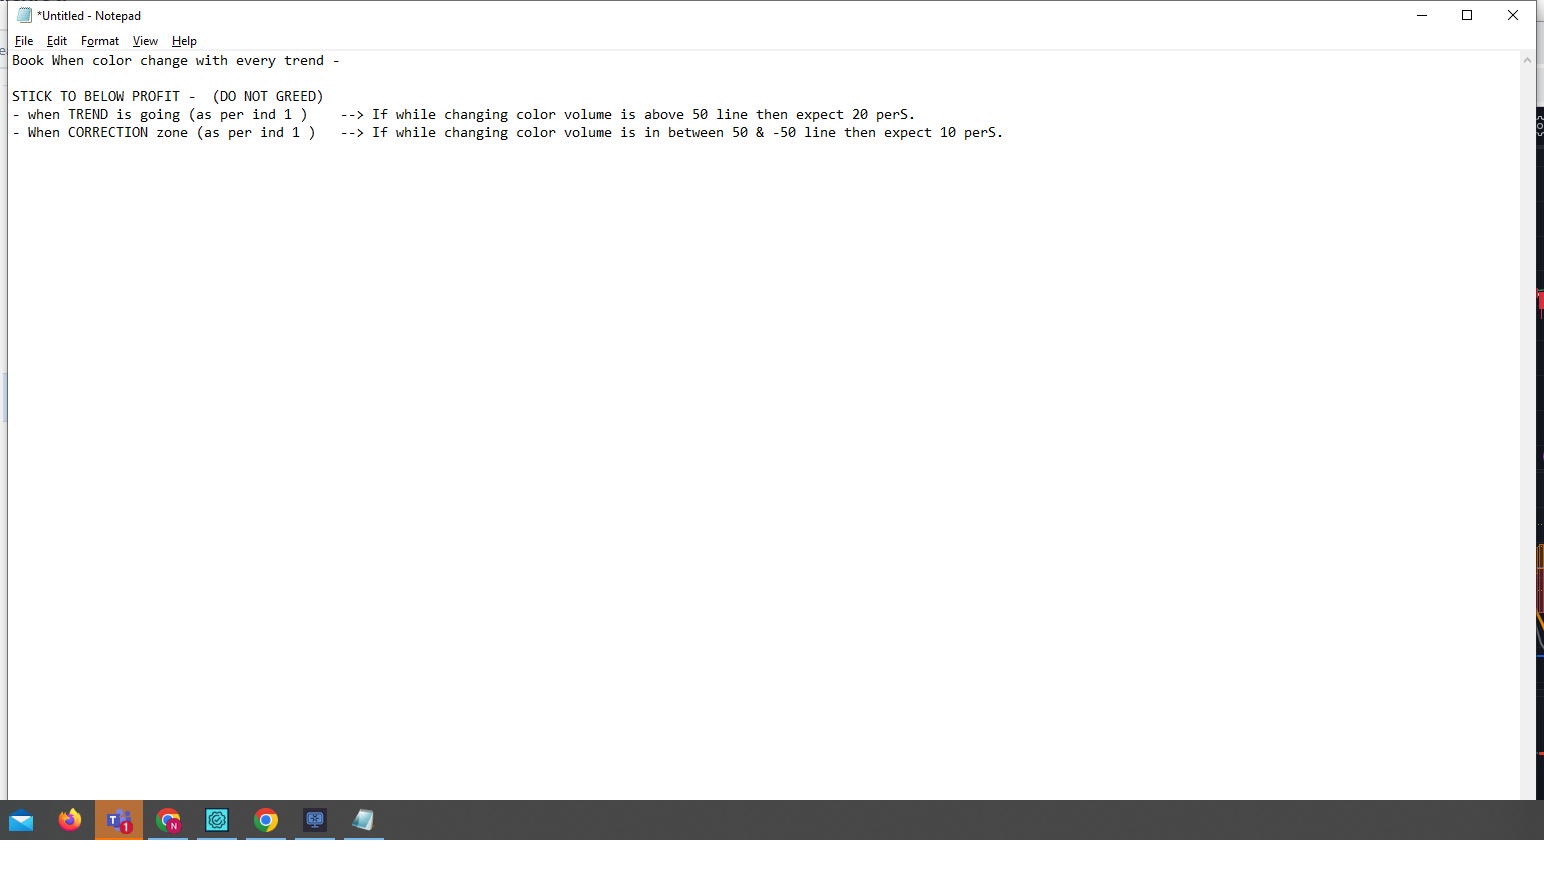 *Untitled - Notepad
File Edit Format View Help
Book When color change with every trend -
STICK TO BELOW PROFIT -  (DO NOT GREED)
- when TREND is going (as per ind 1 )    --> If while changing color volume is above 50 line then expect 20 perS.
- When CORRECTION zone (as per ind 1 )   --> If while changing color volume is in between 50 & -50 line then expect 10 perS.
T 1 N